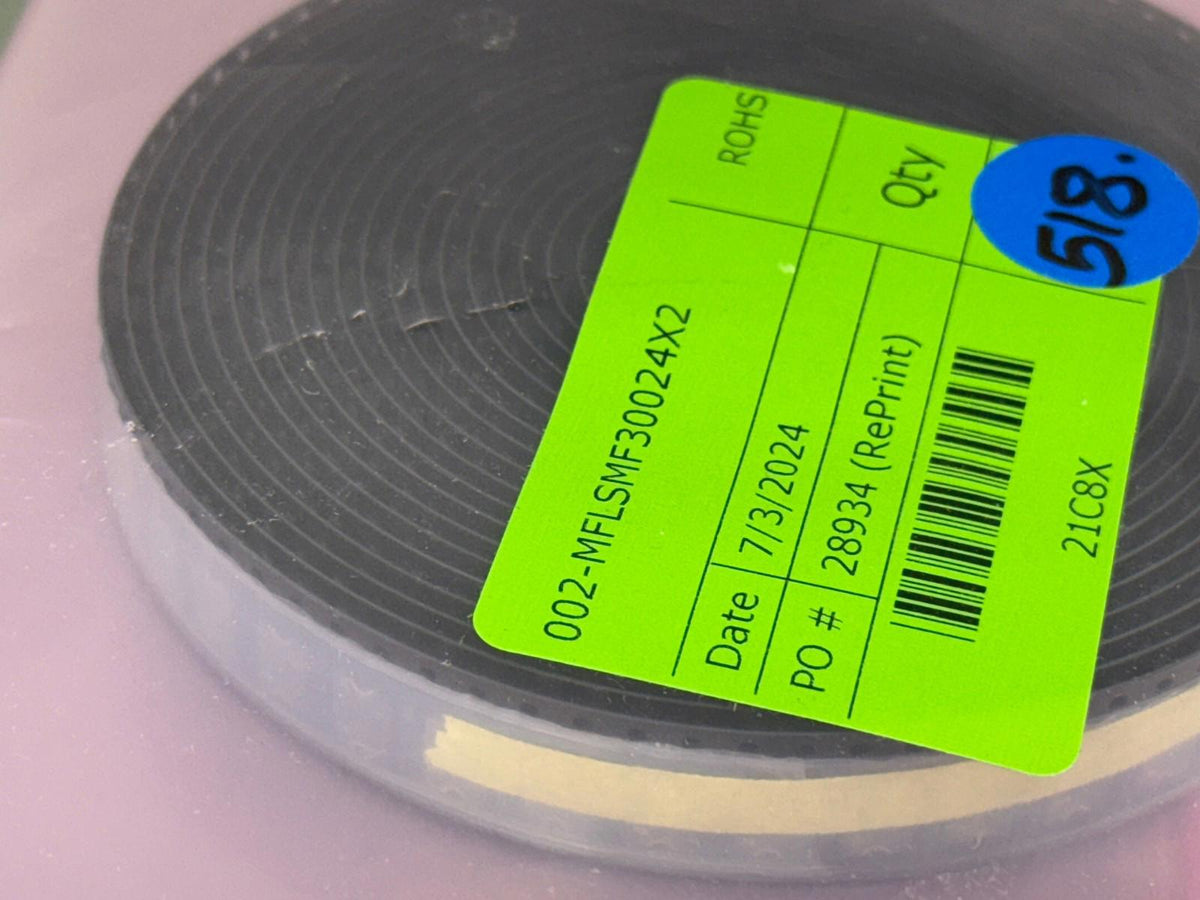 002-MFLSMF30024X2
ROHS
Date 7/3/2024
Qty
PO # 28934 (RePrint)
518.
21C8X